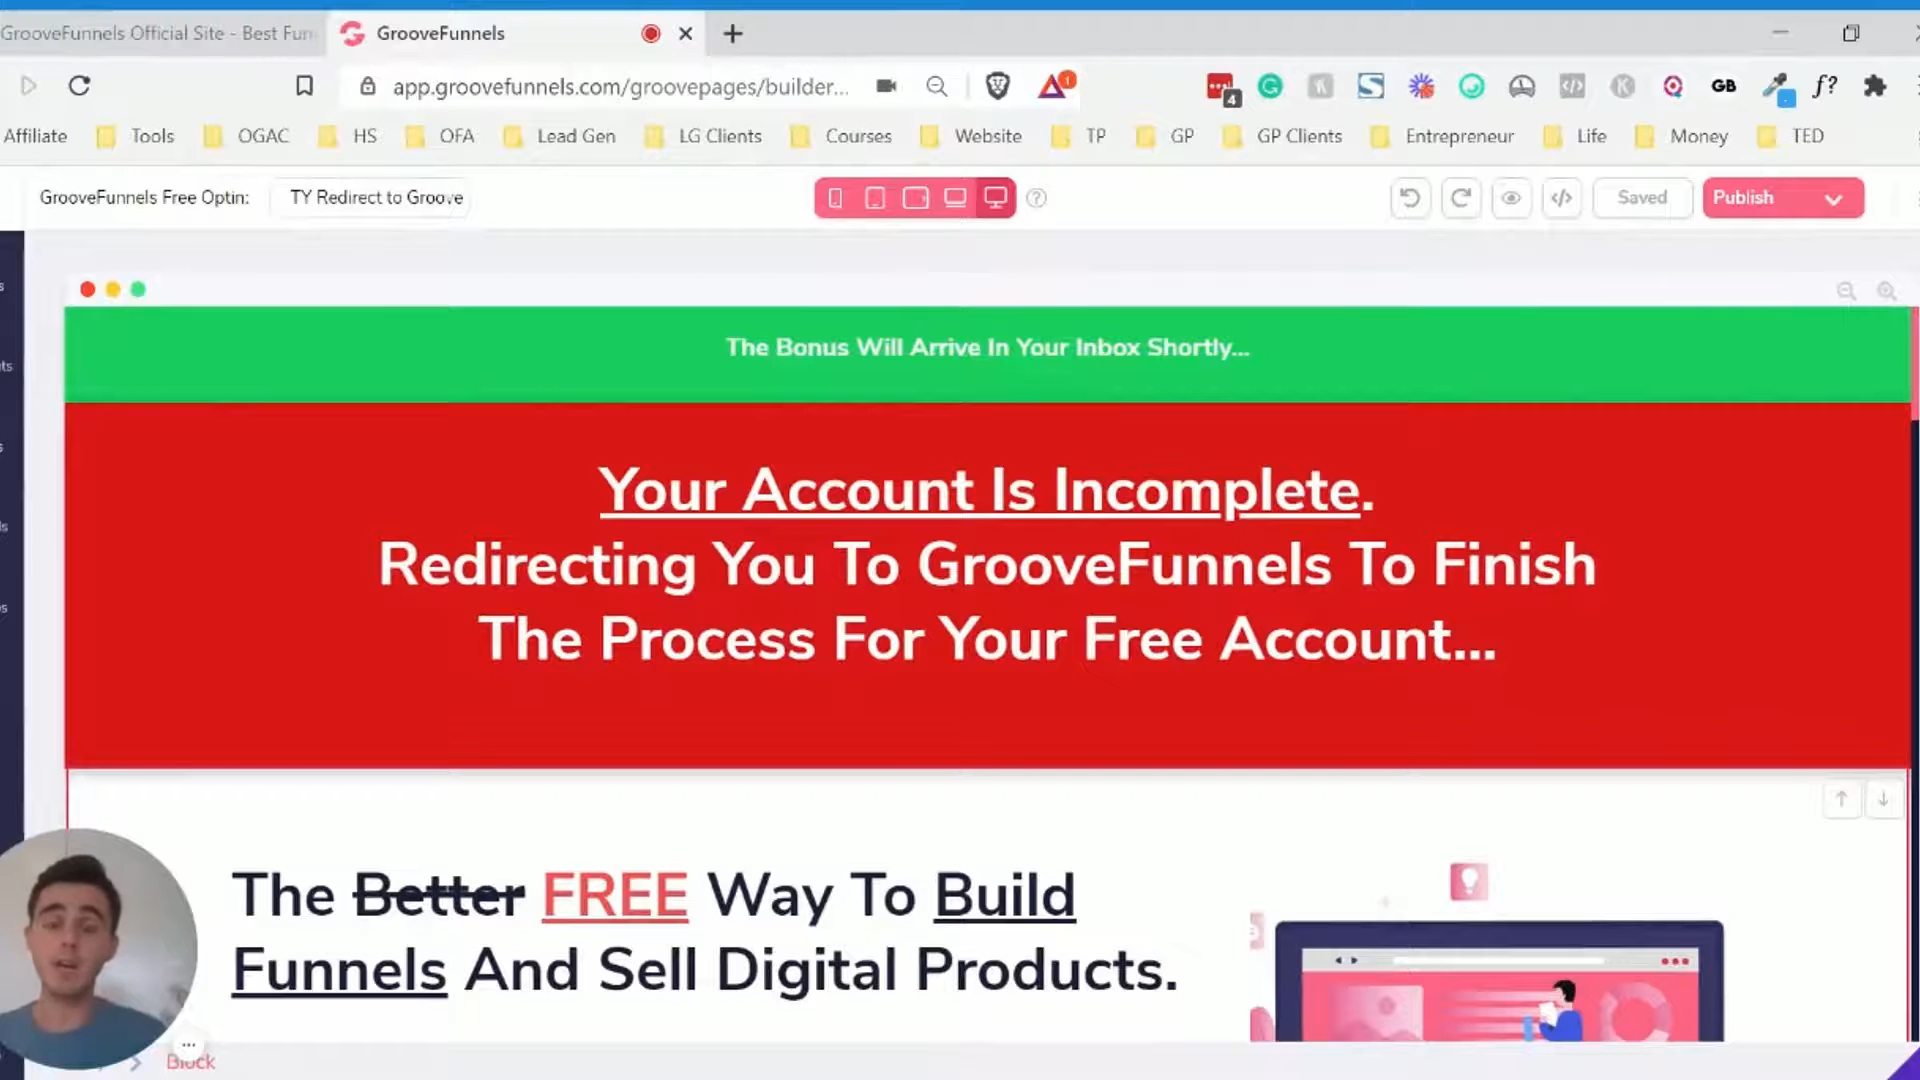 GrooveFunnels Official Site - Best Fun
GrooveFunnels
app.groovefunnels.com/groovepages/builder...
1
4
GB
f?
Affiliate
Tools
OGAC
HS
OFA
Lead Gen
LG Clients
Courses
Website
TP
GP
GP Clients
Entrepreneur
Life
Money
TED
GrooveFunnels Free Optin:
TY Redirect to Groove
Saved
Publish
The Bonus Will Arrive In Your Inbox Shortly...
Your Account Is Incomplete.
Redirecting You To GrooveFunnels To Finish
The Process For Your Free Account...
The Better FREE Way To Build
Funnels And Sell Digital Products.
Block